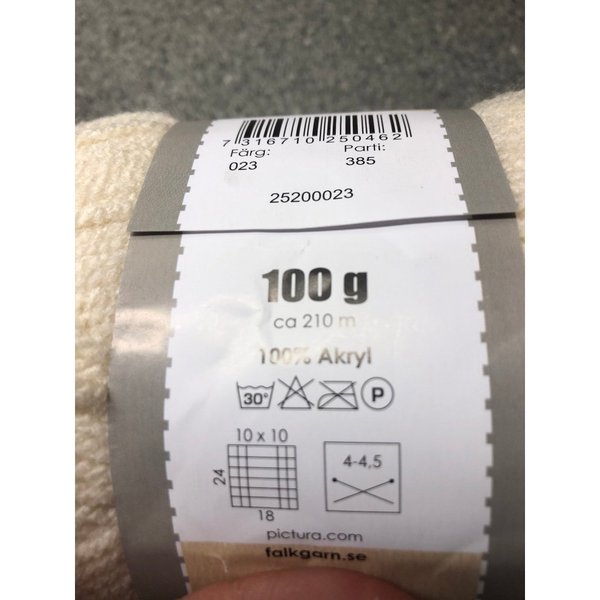 7 316710 250462
Färg: Parti:
023 385
25200023
100 g
ca 210 m
100% Akryl
30° P
10 x 10
24
18
4-4,5
pictura.com
falkgarn.se